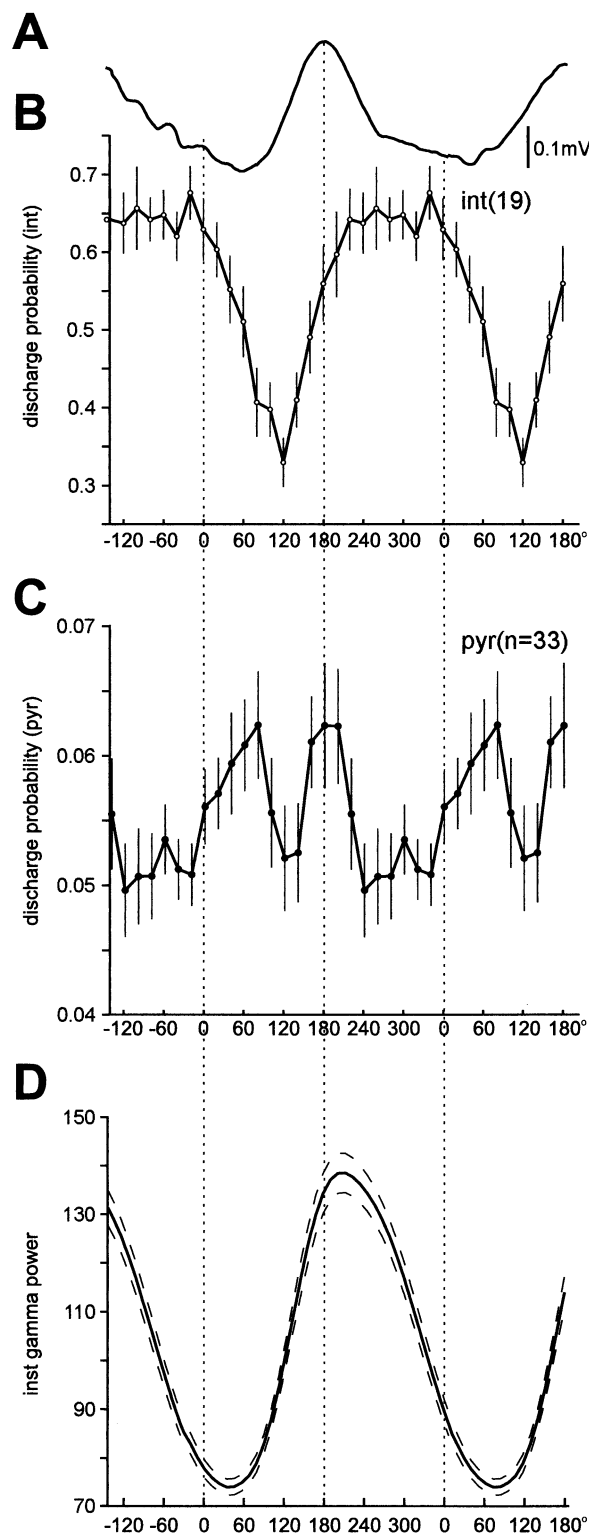 A
B
0.1mV
int(19)
discharge probability (int)
0.7
0.6
0.5
0.4
0.3
-120 -60 0 60 120 180 240 300 0 60 120 180°
C
pyr(n=33)
discharge probability (pyr)
0.07
0.06
0.05
0.04
-120 -60 0 60 120 180 240 300 0 60 120 180°
D
inst gamma power
150
130
110
90
70
-120 -60 0 60 120 180 240 300 0 60 120 180°